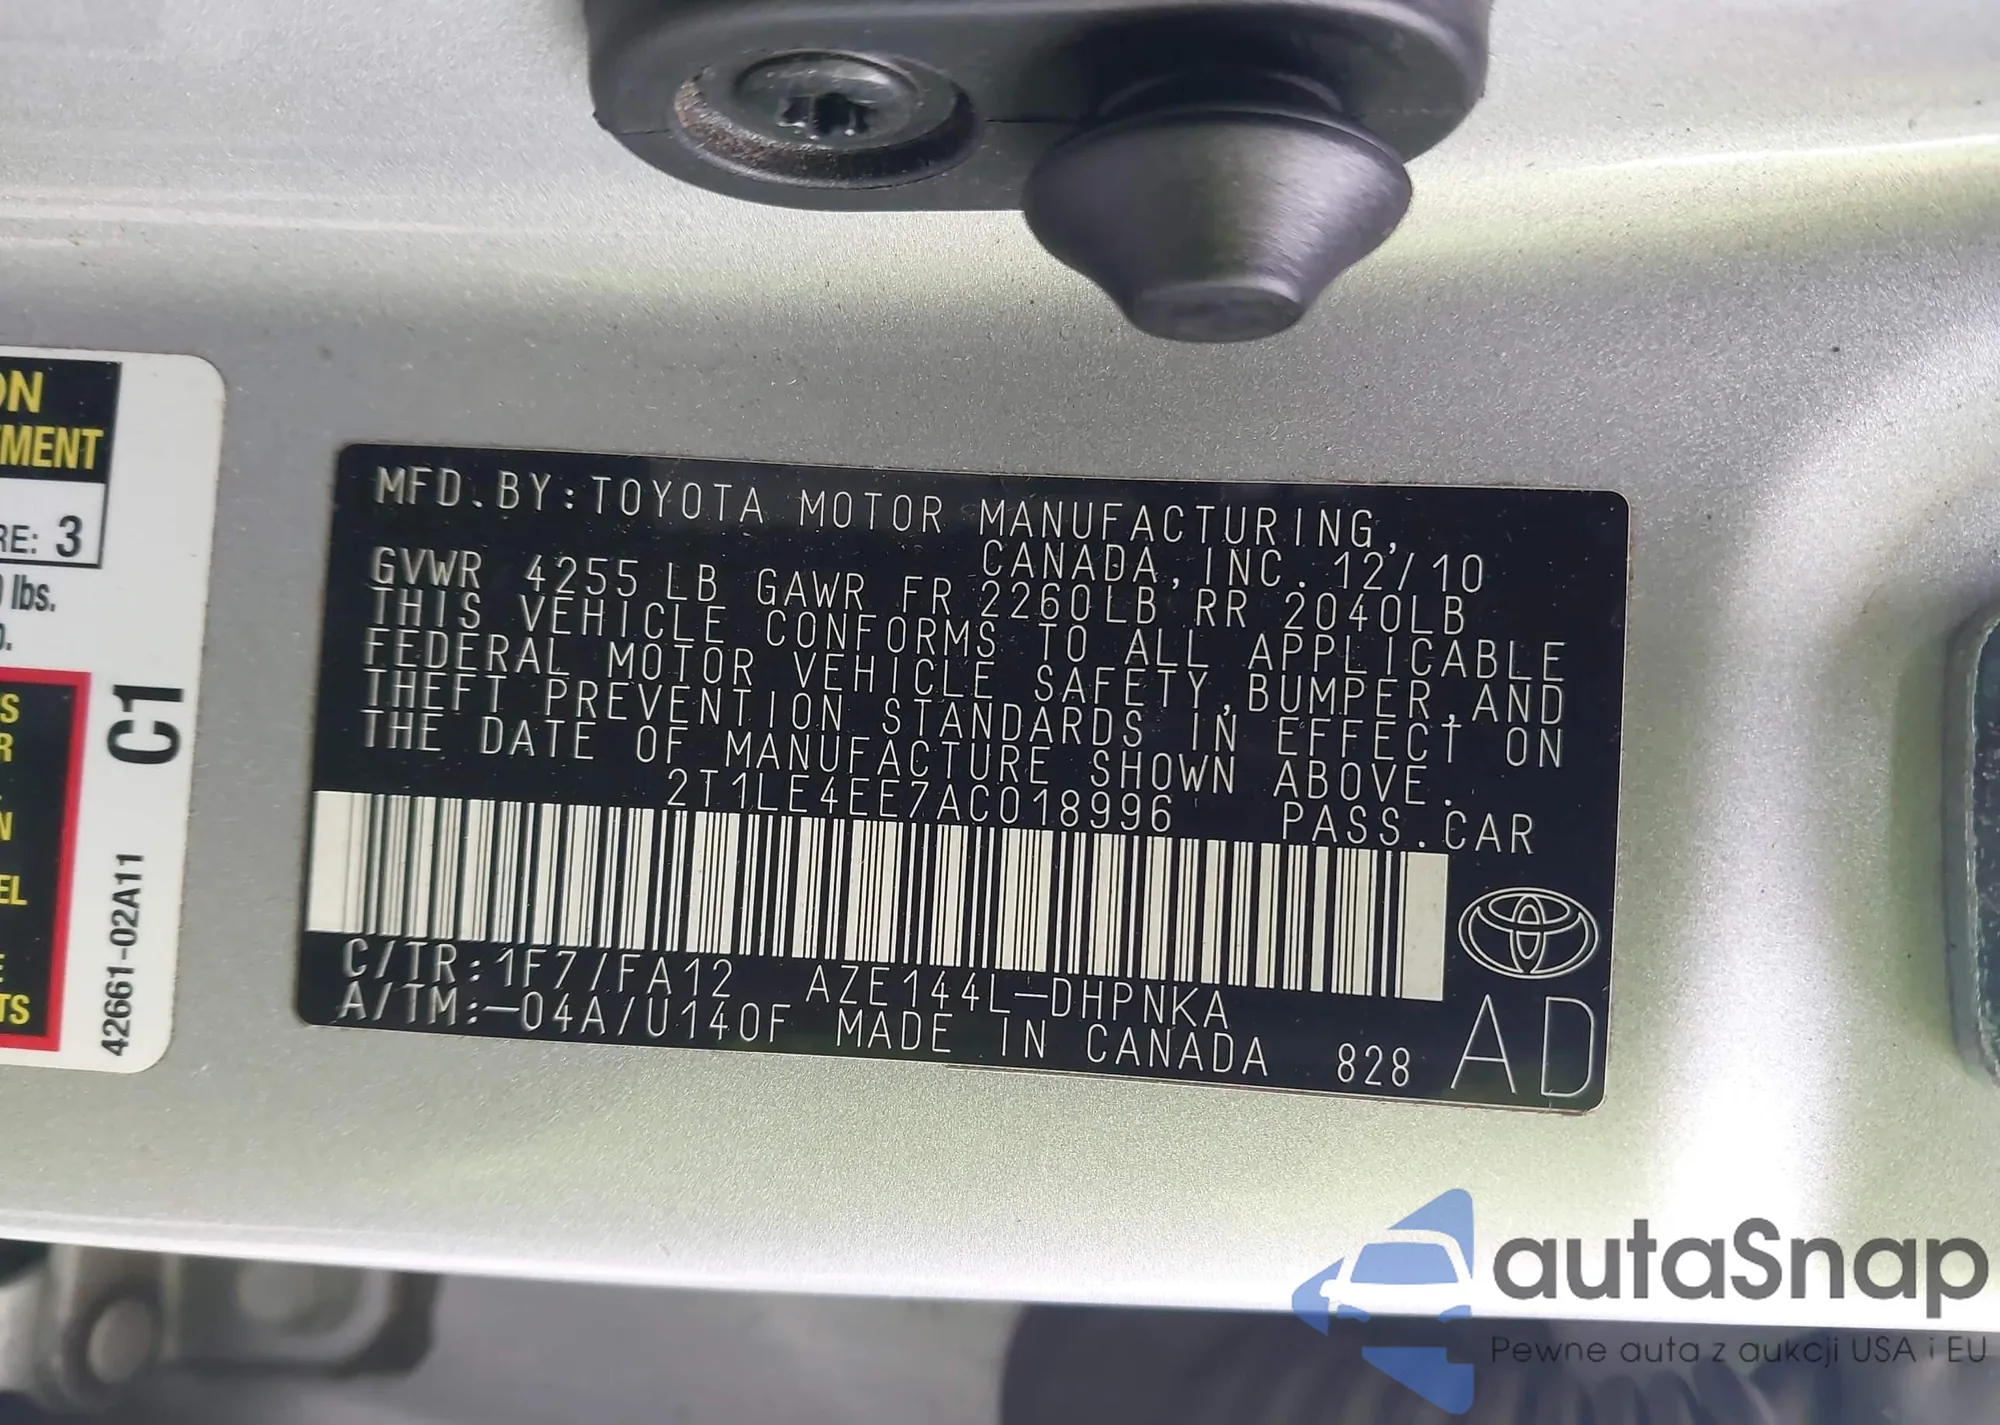 ON
TMENT
RE: 3
lbs.
S
R
N
EL
E
TS
C1
42661-02A11
MFD.BY:TOYOTA MOTOR MANUFACTURING,
CANADA,INC. 12/10
GVWR 4255 LB GAWR FR 2260LB RR 2040LB
THIS VEHICLE CONFORMS TO ALL APPLICABLE
FEDERAL MOTOR VEHICLE SAFETY,BUMPER,AND
THEFT PREVENTION STANDARDS IN EFFECT ON
THE DATE OF MANUFACTURE SHOWN ABOVE.
2T1LE4EE7AC018996 PASS.CAR
C/TR:1F7/FA12 AZE144L-DHPNKA
A/TM:-04A/U140F MADE IN CANADA 828
AD
autaSnap
Pewne auta z aukcji USA i EU